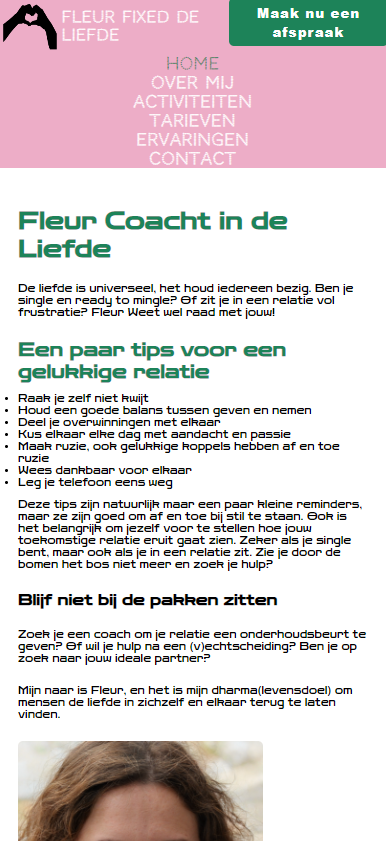 FLEUR FIXED DE
LIEFDE
Maak nu een
afspraak
HOME
OVER MIJ
ACTIVITEITEN
TARIEVEN
ERVARINGEN
CONTACT
Fleur Coacht in de
Liefde
De liefde is universeel, het houd iedereen bezig. Ben je
single en ready to mingle? Of zit je in een relatie vol
frustratie? Fleur Weet wel raad met jouw!
Een paar tips voor een
gelukkige relatie
Raak je zelf niet kwijt
Houd een goede balans tussen geven en nemen
Deel je overwinningen met elkaar
Kus elkaar elke dag met aandacht en passie
Maak ruzie, ook gelukkige koppels hebben af en toe
ruzie
Wees dankbaar voor elkaar
Leg je telefoon eens weg
Deze tips zijn natuurlijk maar een paar kleine reminders,
maar ze zijn goed om af en toe bij stil te staan. Ook is
het belangrijk om jezelf voor te stellen hoe jouw
toekomstige relatie eruit gaat zien. Zeker als je single
bent, maar ook als je in een relatie zit. Zie je door de
bomen het bos niet meer en zoek je hulp?
Blijf niet bij de pakken zitten
Zoek je een coach om je relatie een onderhoudsbeurt te
geven? Of wil je hulp na een (v)echtscheiding? Ben je op
zoek naar jouw ideale partner?
Mijn naar is Fleur, en het is mijn dharma(levensdoel) om
mensen de liefde in zichzelf en elkaar terug te laten
vinden.